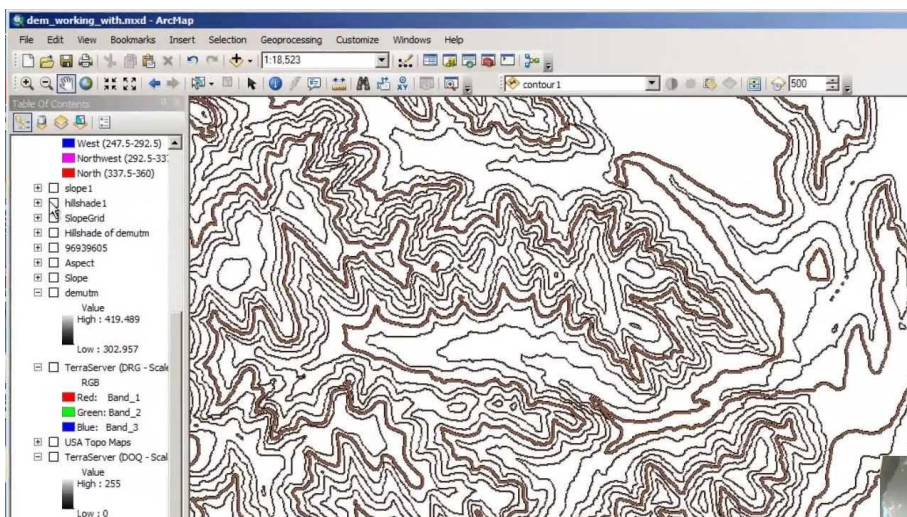 dem_working_with.mxd - ArcMap
File Edit View Bookmarks Insert Selection Geoprocessing Customize Windows Help
1:18,523
contour1
500
Table Of Contents
West (247.5-292.5)
Northwest (292.5-337
North (337.5-360)
slope1
hillshade1
SlopeGrid
Hillshade of demutm
96939605
Aspect
Slope
demutm
Value
High : 419.489
Low : 302.957
TerraServer (DRG - Scale
RGB
Red: Band_1
Green: Band_2
Blue: Band_3
USA Topo Maps
TerraServer (DOQ - Scal
Value
High : 255
Low : 0